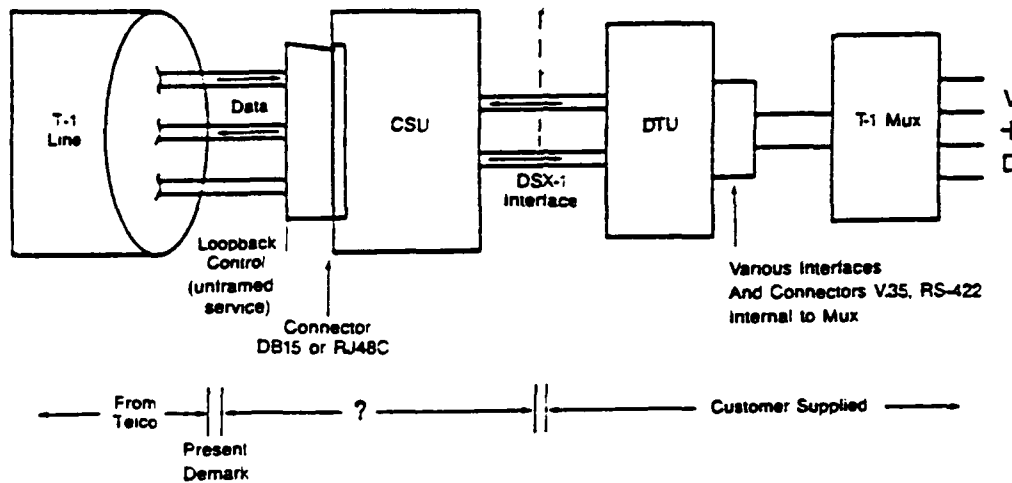 T-1
Line
Data
Loopback
Control
(unframed
service)
Connector
DB15 or RJ48C
CSU
DSX-1
Interface
DTU
Various Interfaces
And Connectors V.35, RS-422
Internal to Mux
T-1 Mux
V
+
D
From
Telco
Present
Demark
?
Customer Supplied